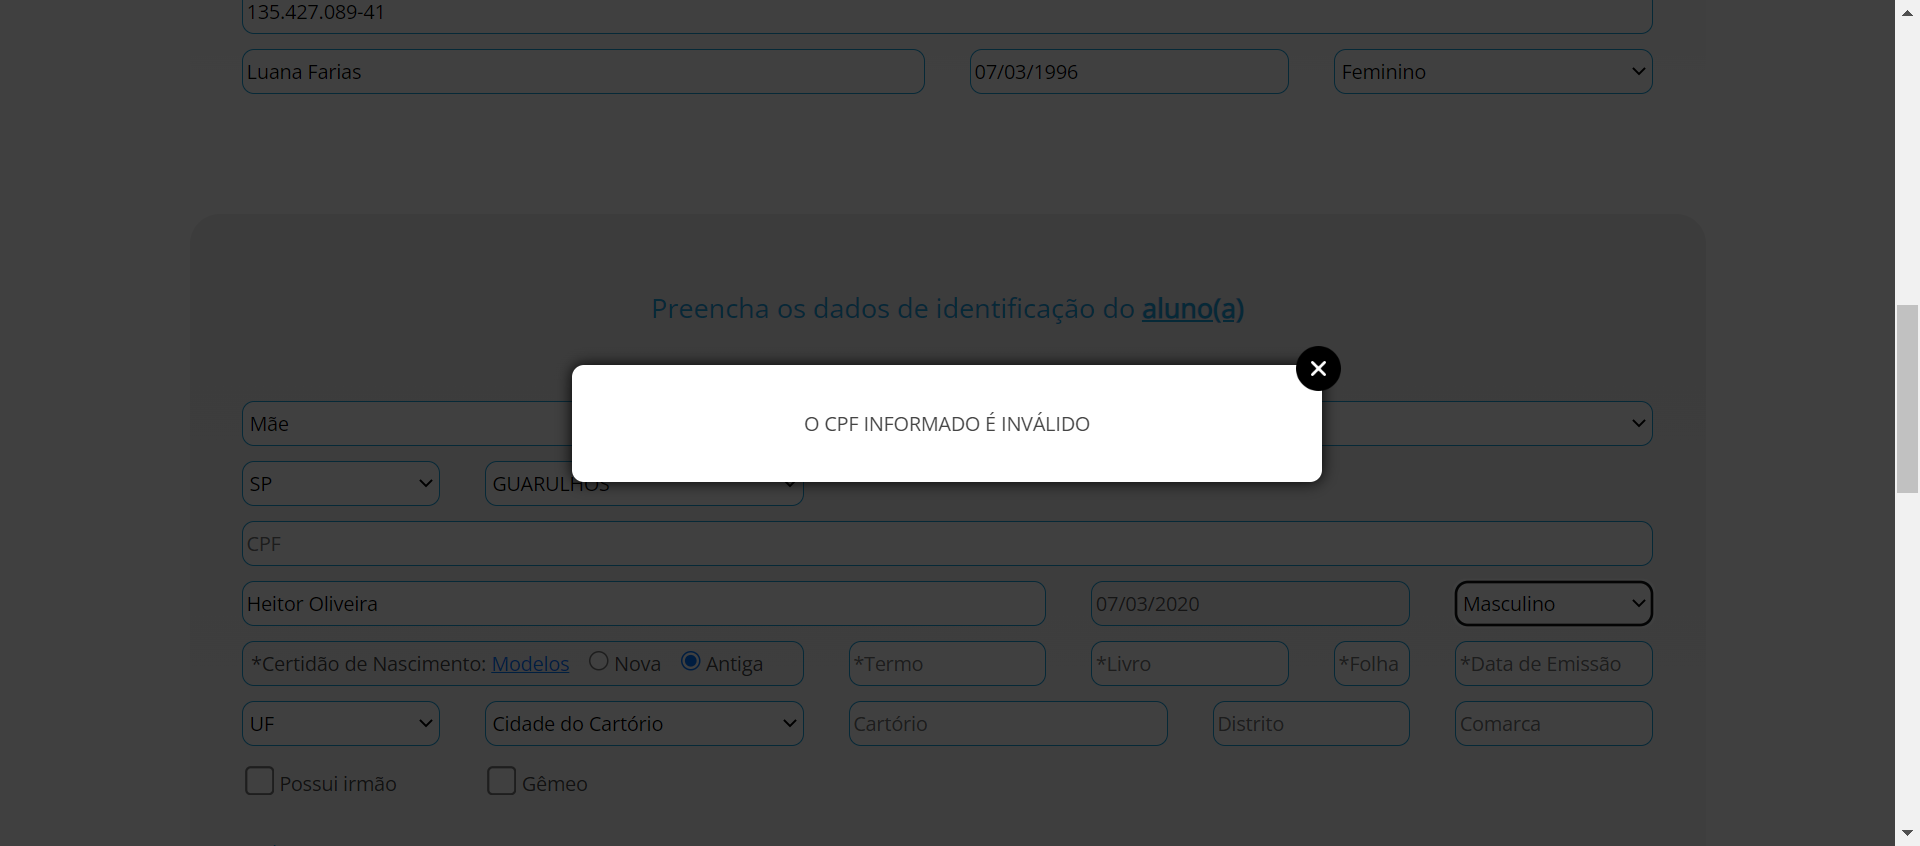 135.427.089-41
Luana Farias 07/03/1996 Feminino
Preencha os dados de identificação do aluno(a)
O CPF INFORMADO É INVÁLIDO
Mãe
SP GUARULHOS
CPF
Heitor Oliveira 07/03/2020 Masculino
*Certidão de Nascimento: Modelos Nova Antiga *Termo *Livro *Folha *Data de Emissão
UF Cidade do Cartório Cartório Distrito Comarca
Possui irmão Gêmeo